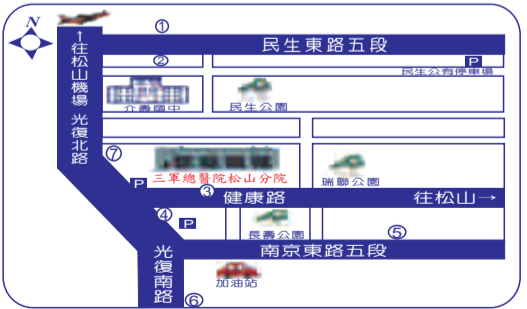 N
①
↑往松山機場
光復北路
民生東路五段
②
P
民生公有停車場
介壽國中
民生公園
⑦
三軍總醫院松山分院
瑞聯公園
P
③
健康路
往松山→
④
P
長壽公園
⑤
南京東路五段
光復南路
加油站
⑥